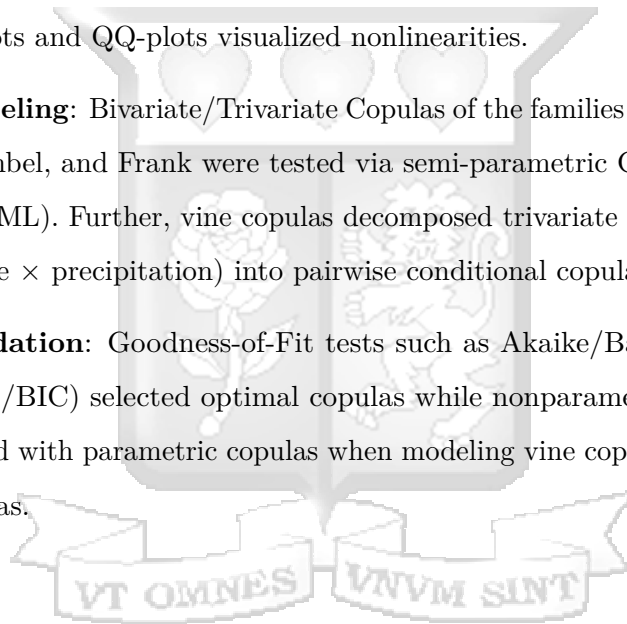 ots and QQ-plots visualized nonlinearities.
eling: Bivariate/Trivariate Copulas of the families
nbel, and Frank were tested via semi-parametric
ML). Further, vine copulas decomposed trivariate
e × precipitation) into pairwise conditional copula
dation: Goodness-of-Fit tests such as Akaike/Ba
/BIC) selected optimal copulas while nonparame
d with parametric copulas when modeling vine cop
as.
VT OMNES VNVM SINT